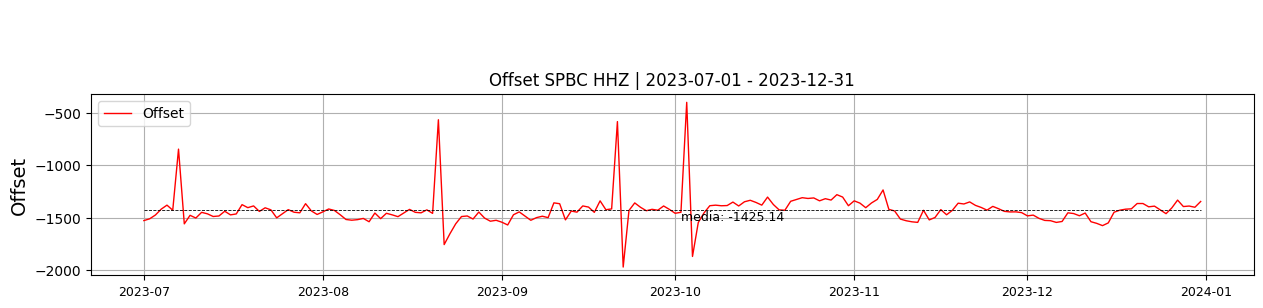 Offset SPBC HHZ | 2023-07-01 - 2023-12-31
Offset
Offset
−500
−1000
−1500
−2000
media: -1425.14
2023-07
2023-08
2023-09
2023-10
2023-11
2023-12
2024-01